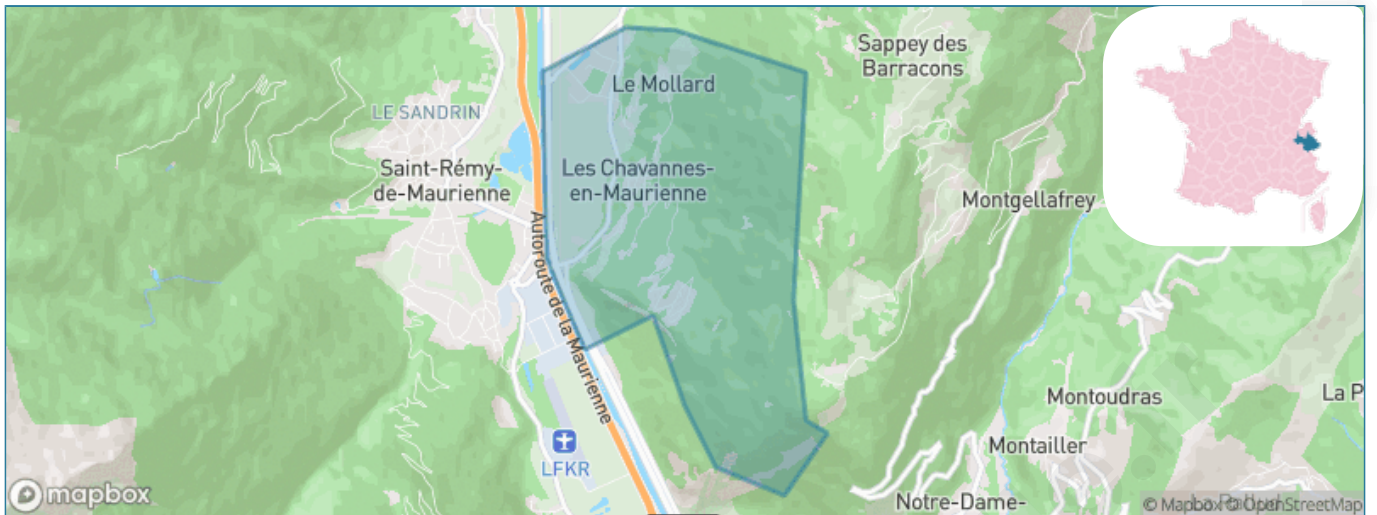 Sappey des
Barracons
Le Mollard
LE SANDRIN
Saint-Rémy-
de-Maurienne
Les Chavannes-
en-Maurienne
Montgellafrey
Autoroute de la Maurienne
Montoudras
La P
Montailler
LFKR
Notre-Dame-
mapbox
© Mapbox © OpenStreetMap